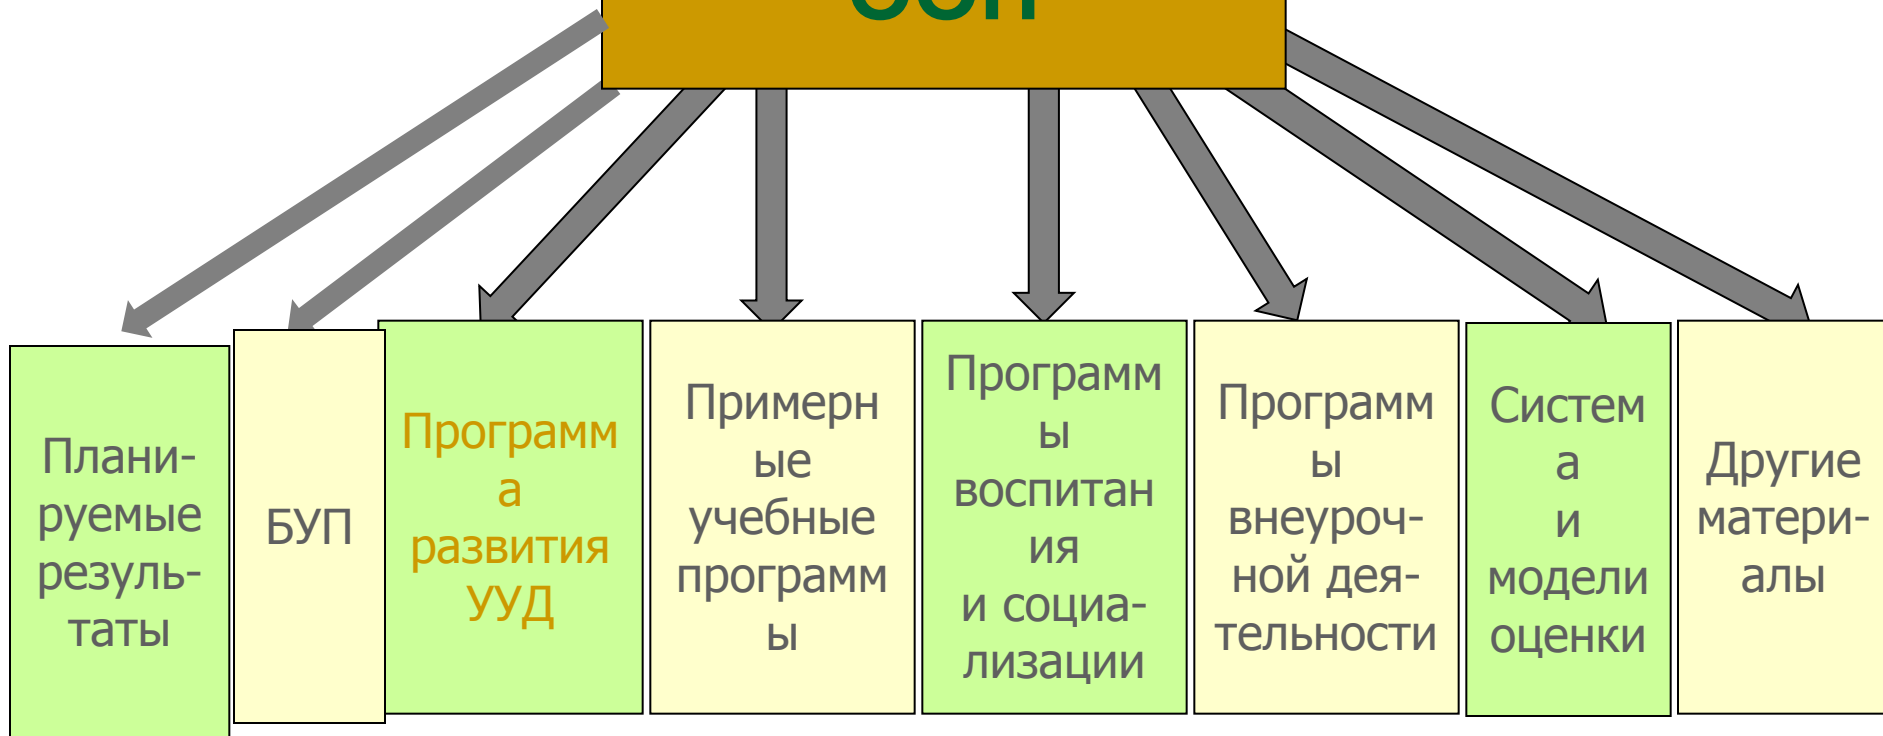 Плани-
руемые
резуль-
таты
БУП
Программ
а
развития
УУД
Примерн
ые
учебные
программ
ы
Программ
ы
воспитан
ия
и социа-
лизации
Программ
ы
внеуроч-
ной дея-
тельности
Систем
а
и
модели
оценки
Другие
матери-
алы